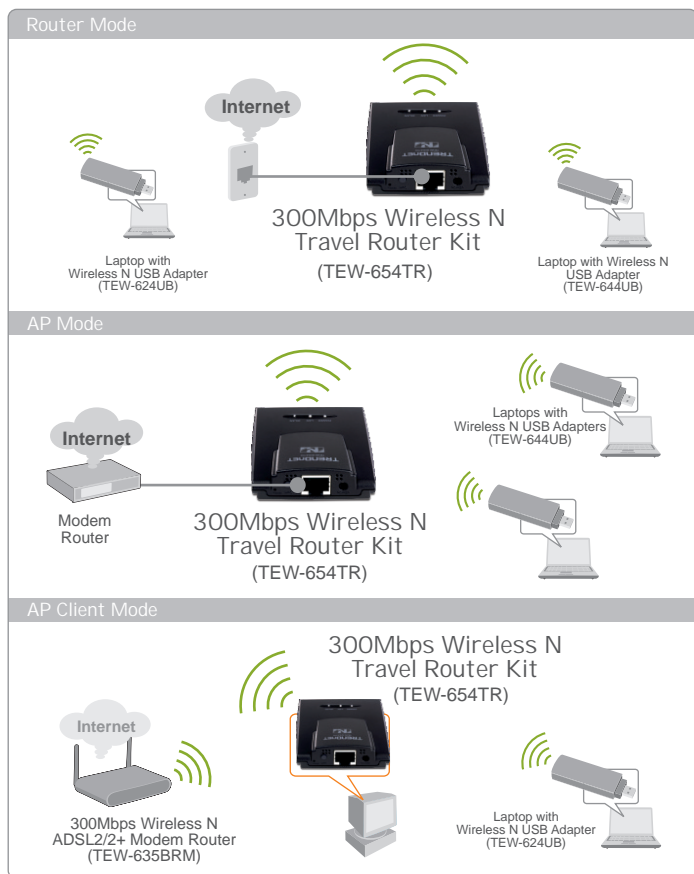 Router Mode
Internet
300Mbps Wireless N
Travel Router Kit
(TEW-654TR)
Laptop with
Wireless N USB Adapter
(TEW-624UB)
Laptop with Wireless N
USB Adapter
(TEW-644UB)
AP Mode
Internet
Modem
Router
300Mbps Wireless N
Travel Router Kit
(TEW-654TR)
Laptops with
Wireless N USB Adapters
(TEW-644UB)
AP Client Mode
300Mbps Wireless N
Travel Router Kit
(TEW-654TR)
Internet
300Mbps Wireless N
ADSL2/2+ Modem Router
(TEW-635BRM)
Laptop with
Wireless N USB Adapter
(TEW-624UB)